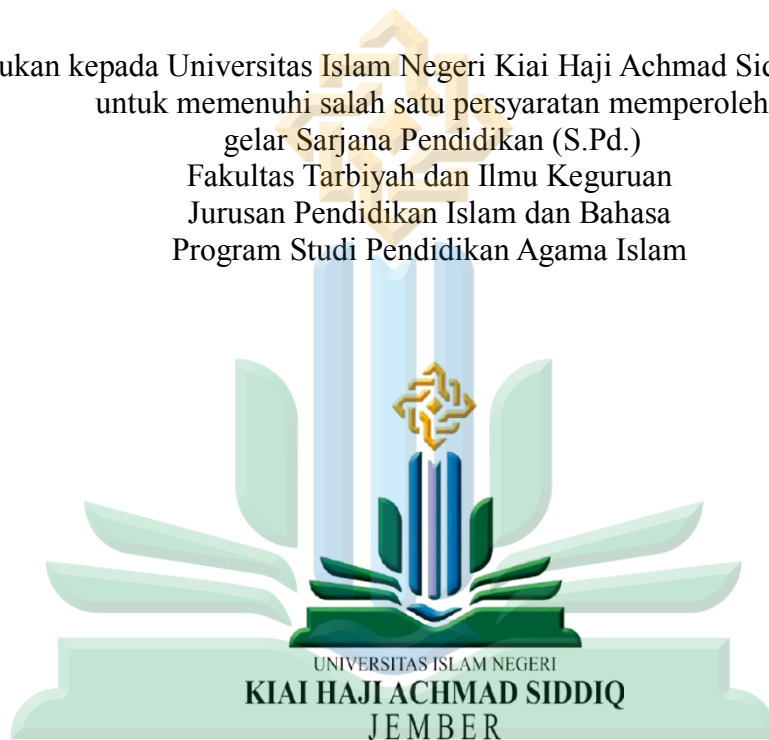 kepada Universitas Islam Negeri Kiai Haji Achmad
untuk memenuhi salah satu persyaratan memperoleh
gelar Sarjana Pendidikan (S.Pd.)
Fakultas Tarbiyah dan Ilmu Keguruan
Jurusan Pendidikan Islam dan Bahasa
Program Studi Pendidikan Agama Islam
UNIVERSITAS ISLAM NEGERI
KIAI HAJI ACHMAD SIDDIQ
JEMBER